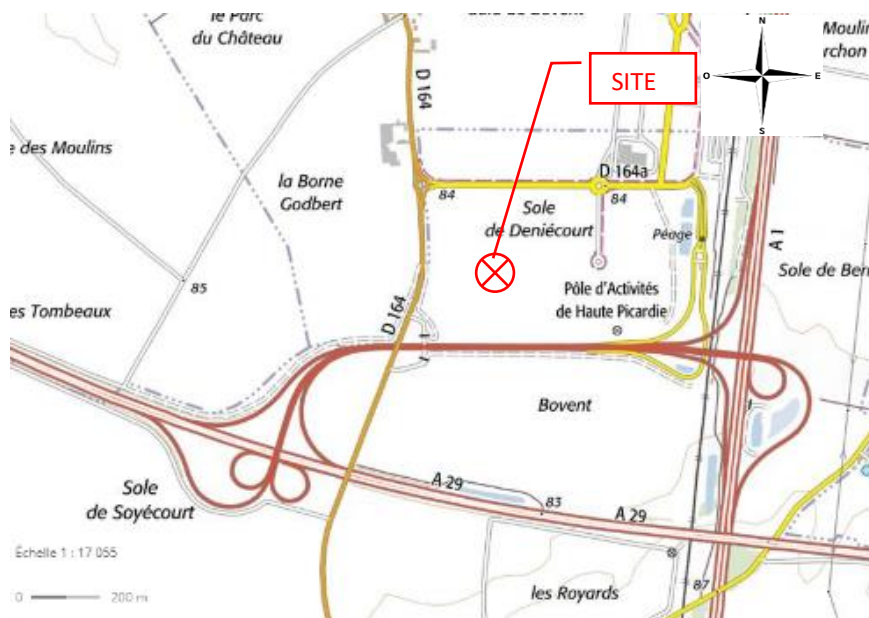 le Parc
du Château
D 164
SITE
N
O
E
S
Moulin
rchon
e des Moulins
la Borne
Godbert
84
D 164a
84
Sole
de Deniécourt
Péage
A 1
Sole de Ben
85
es Tombeaux
D 164
Pôle d'Activités
de Haute Picardie
Bovent
Sole
de Soyécourt
A 29
83
A 29
Échelle 1 : 17 055
0
200 m
les Royards
87